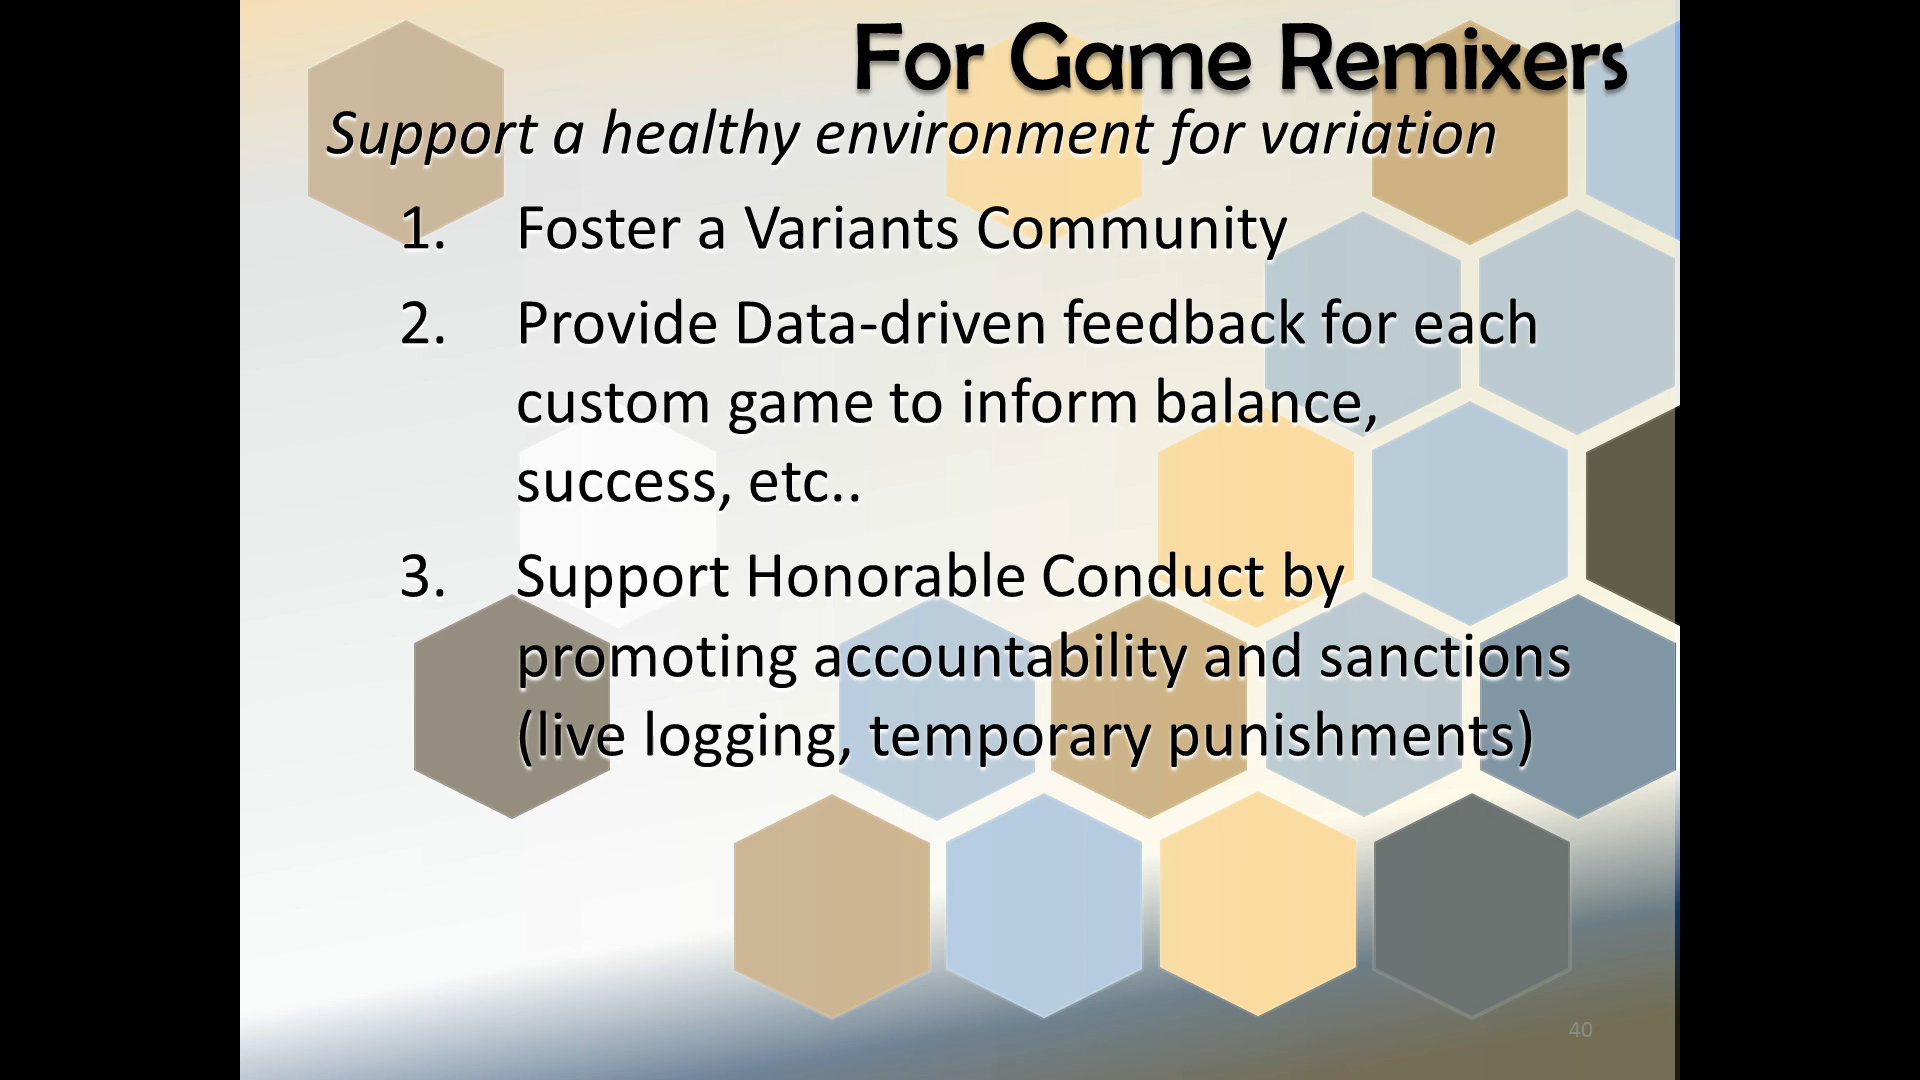 For Game Remixers
Support a healthy environment for variation
1. Foster a Variants Community
2. Provide Data-driven feedback for each
custom game to inform balance,
success, etc..
3. Support Honorable Conduct by
promoting accountability and sanctions
(live logging, temporary punishments)
40